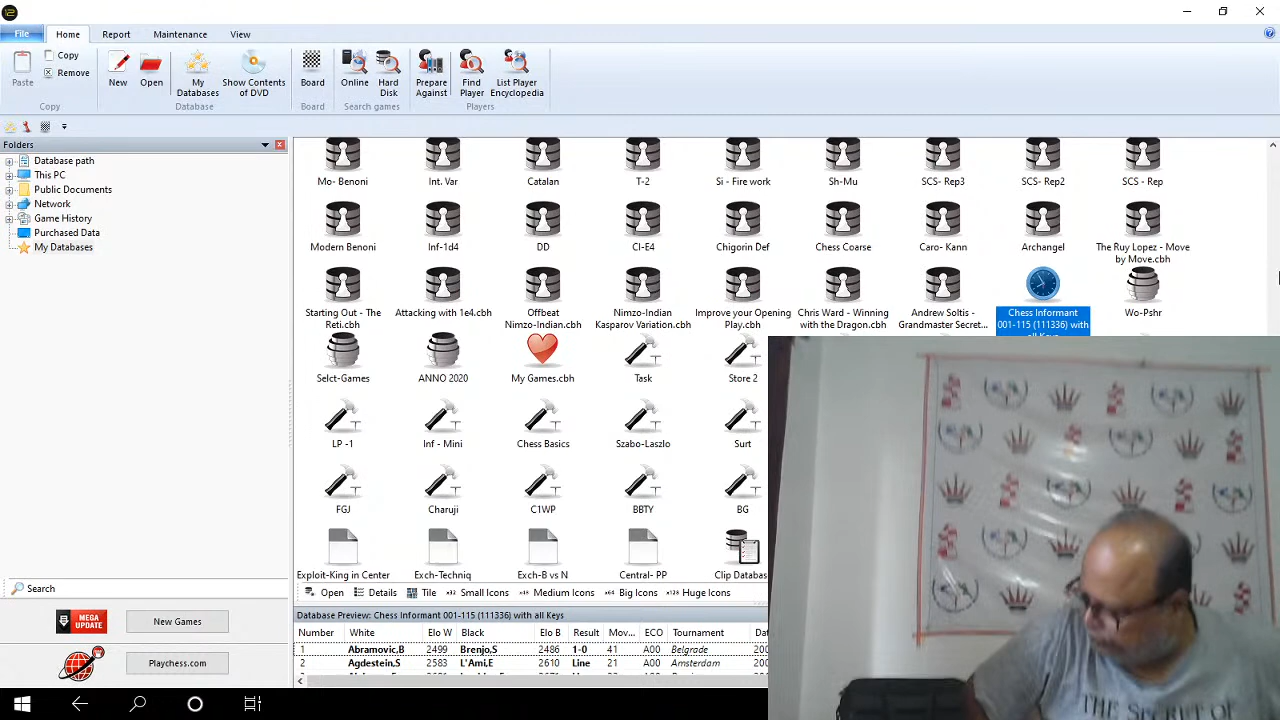 File Home Report Maintenance View
Copy
Remove
Paste
New Open My Databases Show Contents of DVD Board Online Hard Disk Prepare Against Find Player List Player Encyclopedia
Copy Database Board Search games Players
Folders
Database path
This PC
Public Documents
Network
Game History
Purchased Data
My Databases
Mo- Benoni Int. Var Catalan T-2 Si - Fire work Sh-Mu SCS- Rep3 SCS- Rep2 SCS - Rep
Modern Benoni Inf-1d4 DD CI-E4 Chigorin Def Chess Coarse Caro- Kann Archangel The Ruy Lopez - Move by Move.cbh
Starting Out - The Reti.cbh Attacking with 1e4.cbh Offbeat Nimzo-Indian.cbh Nimzo-Indian Kasparov Variation.cbh Improve your Opening Play.cbh Chris Ward - Winning with the Dragon.cbh Andrew Soltis - Grandmaster Secret... Chess Informant 001-115 (111336) with all Keys Wo-Pshr
Selct-Games ANNO 2020 My Games.cbh Task Store 2
LP -1 Inf - Mini Chess Basics Szabo-Laszlo Surt
FGJ Charuji C1WP BBTY BG
Exploit-King in Center Exch-Techniq Exch-B vs N Central- PP Clip Databas
Open Details Tile Small Icons Medium Icons Big Icons Huge Icons
Search
Database Preview: Chess Informant 001-115 (111336) with all Keys
MEGA UPDATE New Games
Number White Elo W Black Elo B Result Mov... ECO Tournament Da
1 Abramovic,B 2499 Brenjo,S 2486 1-0 41 A00 Belgrade 200
2 Agdestein,S 2583 L'Ami,E 2610 Line 21 A00 Amsterdam 200
Playchess.com
THE SECRET OF